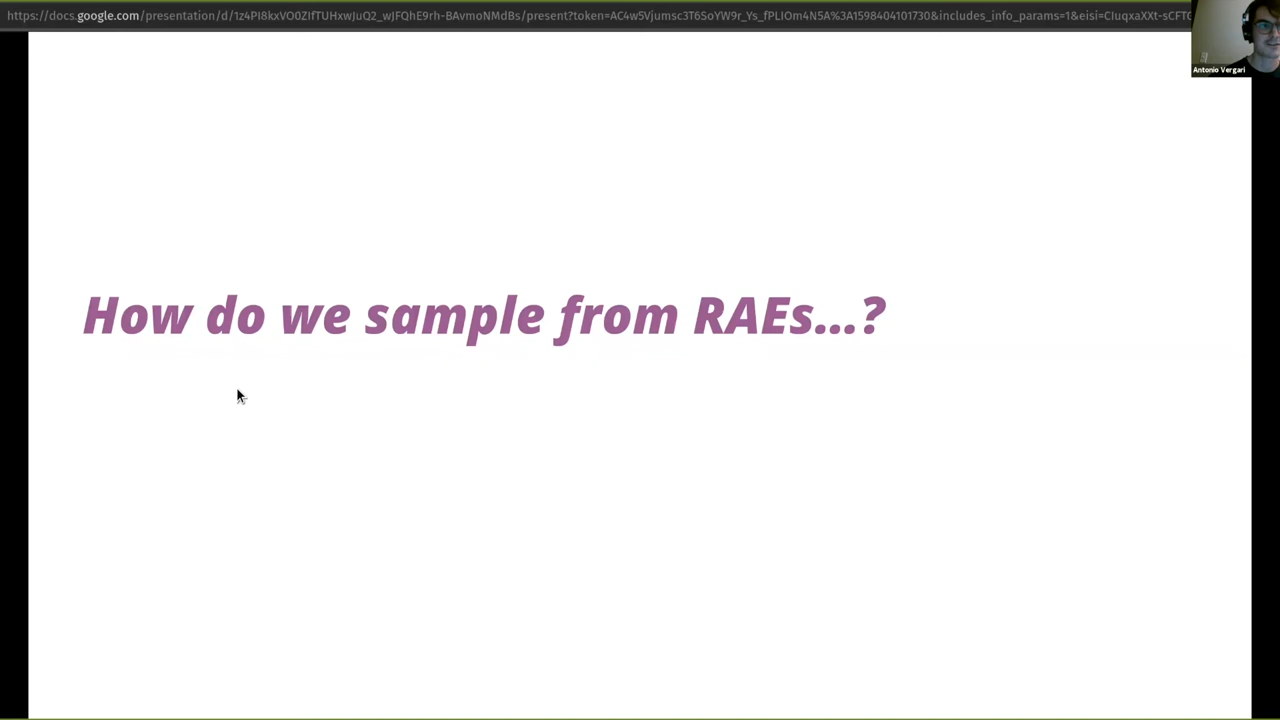 https://docs.google.com/presentation/d/1z4PI8kxVO0ZIfTUHxwJuQ2_wJFQhE9rh-BAvmoNMdBs/present?token=AC4w5Vjumsc3T6SoYW9r_Ys_fPLIOm4N5A%3A1598404101730&includes_info_params=1&eisi=CIuqxaXXt-sCFTG
Antonio Vergari
How do we sample from RAEs...?